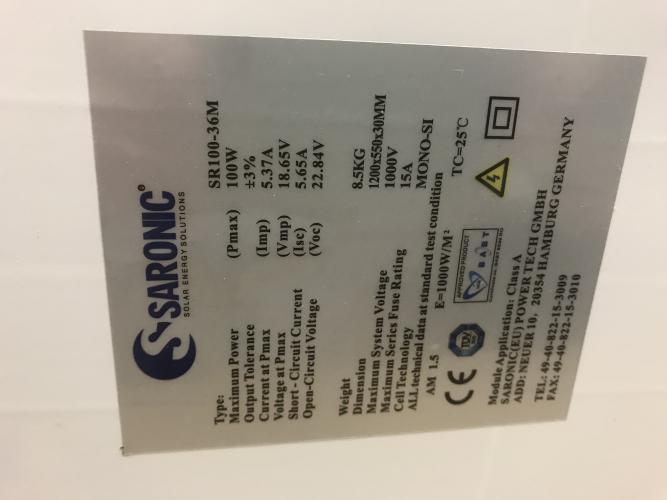 SARONIC®
SOLAR ENERGY SOLUTIONS
Type: SR100-36M
Maximum Power (Pmax) 100W
Output Tolerance ±3%
Current at Pmax (Imp) 5.37A
Voltage at Pmax (Vmp) 18.65V
Short - Circuit Current (Isc) 5.65A
Open-Circuit Voltage (Voc) 22.84V
Weight 8.5KG
Dimension 1200x550x30MM
Maximum System Voltage 1000V
Maximum Series Fuse Rating 15A
Cell Technology MONO-SI
ALL technical data at standard test condition
AM 1.5 E=1000W/M² TC=25℃
CE
TÜV
APPROVED PRODUCT
BABT
Module Application: Class A
SARONIC(EU) POWER TECH GMBH
ADD: NEUER 10, 20354 HAMBURG GERMANY
TEL: 49-40-822-15-3009
FAX: 49-40-822-15-3010